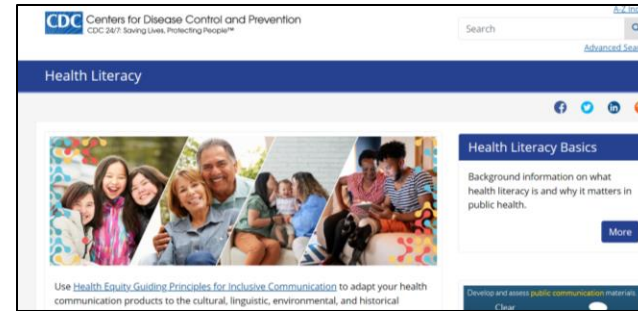 A-Z Ind
CDC Centers for Disease Control and Prevention
CDC 24/7: Saving Lives, Protecting People™
Search
Advanced Sear
Health Literacy
Health Literacy Basics
Background information on what
health literacy is and why it matters in
public health.
More
Use Health Equity Guiding Principles for Inclusive Communication to adapt your health
communication products to the cultural, linguistic, environmental, and historical
Develop and assess public communication materials
Clear